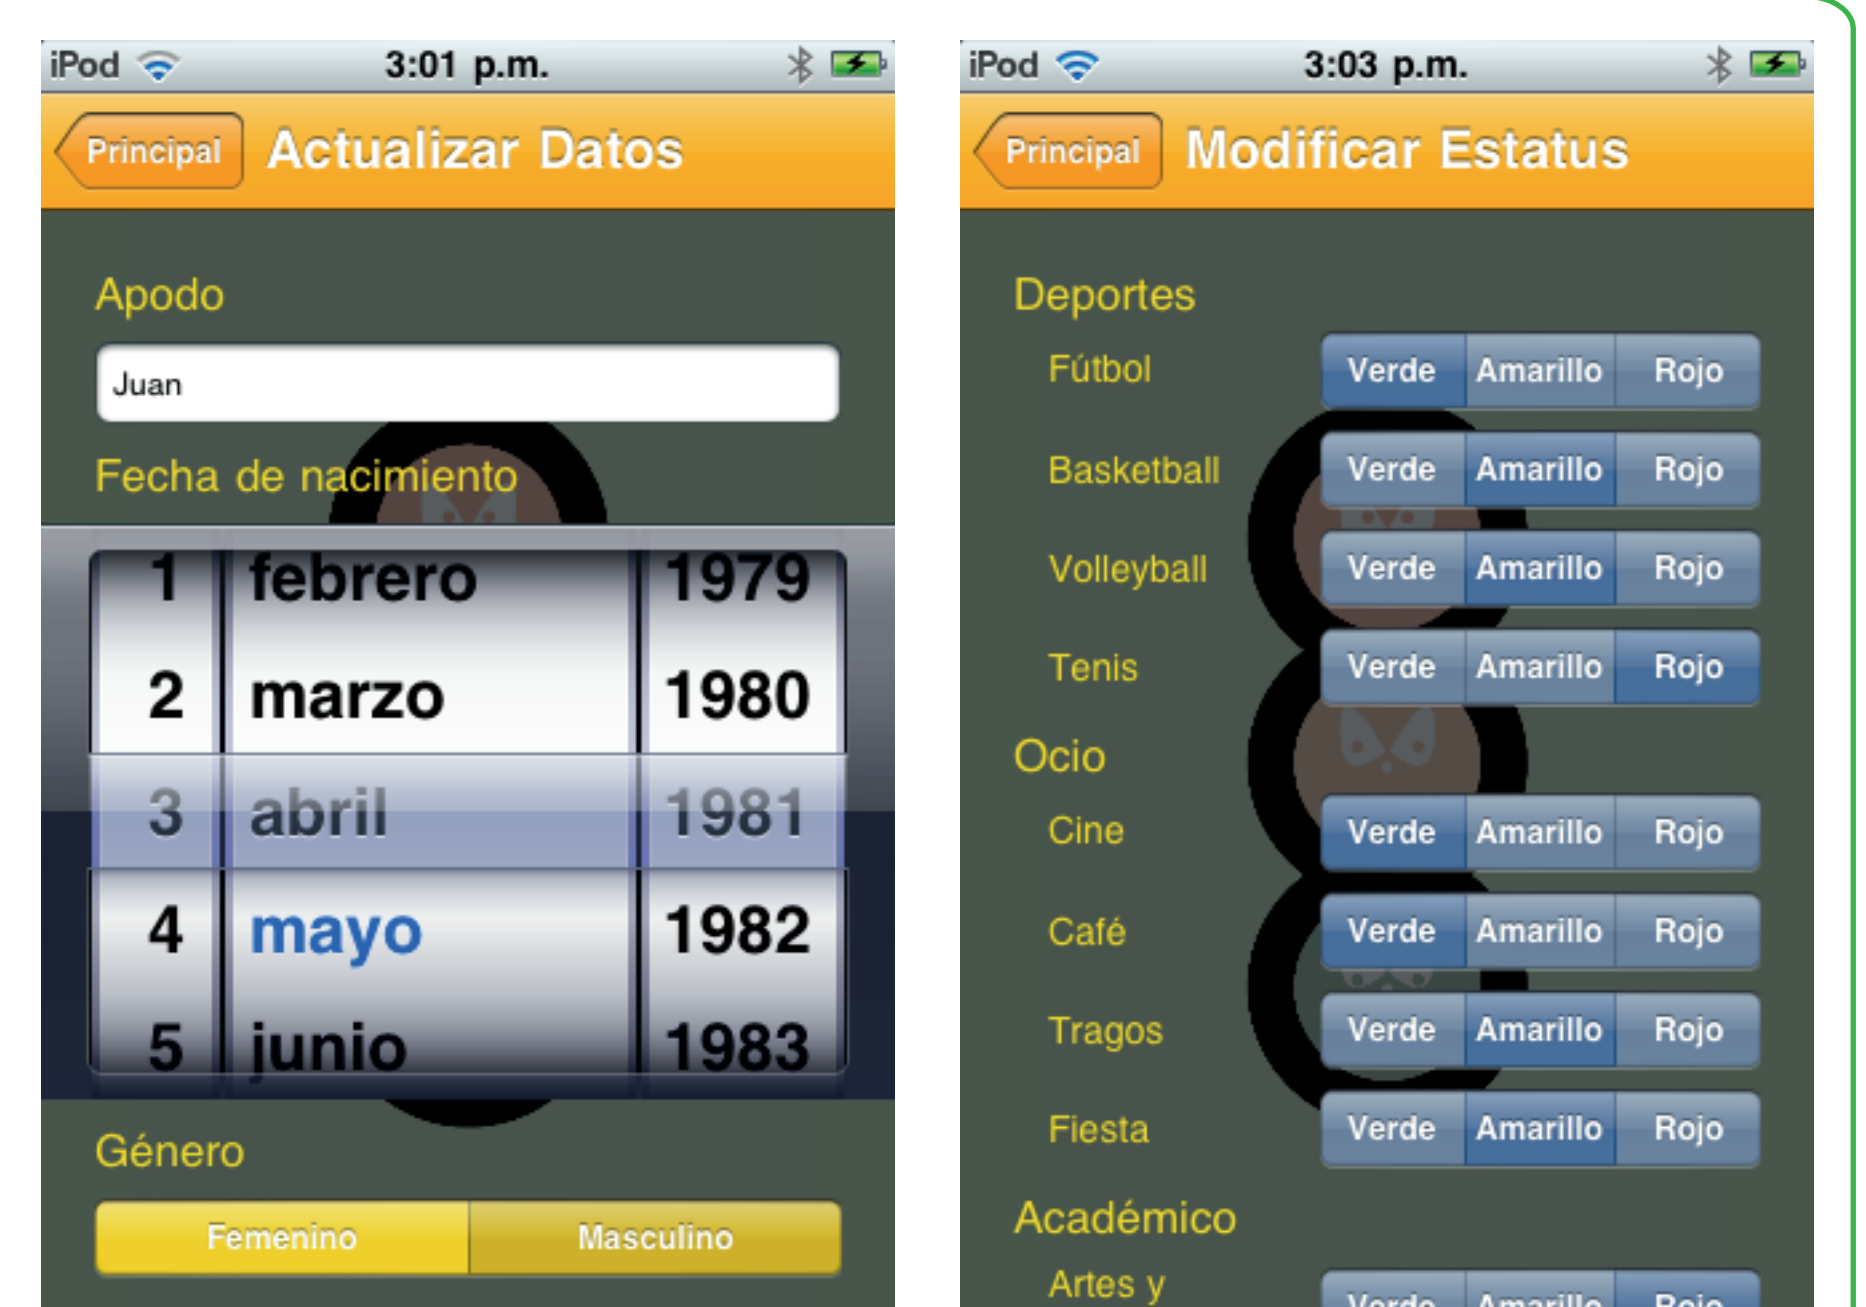 iPod 3:01 p.m.
Principal Actualizar Datos
Apodo
Juan
Fecha de nacimiento
1 febrero 1979
2 marzo 1980
3 abril 1981
4 mayo 1982
5 junio 1983
Género
Femenino Masculino
iPod 3:03 p.m.
Principal Modificar Estatus
Deportes
Fútbol Verde Amarillo Rojo
Basketball Verde Amarillo Rojo
Volleyball Verde Amarillo Rojo
Tenis Verde Amarillo Rojo
Ocio
Cine Verde Amarillo Rojo
Café Verde Amarillo Rojo
Tragos Verde Amarillo Rojo
Fiesta Verde Amarillo Rojo
Académico
Artes y
Verde Amarillo Rojo